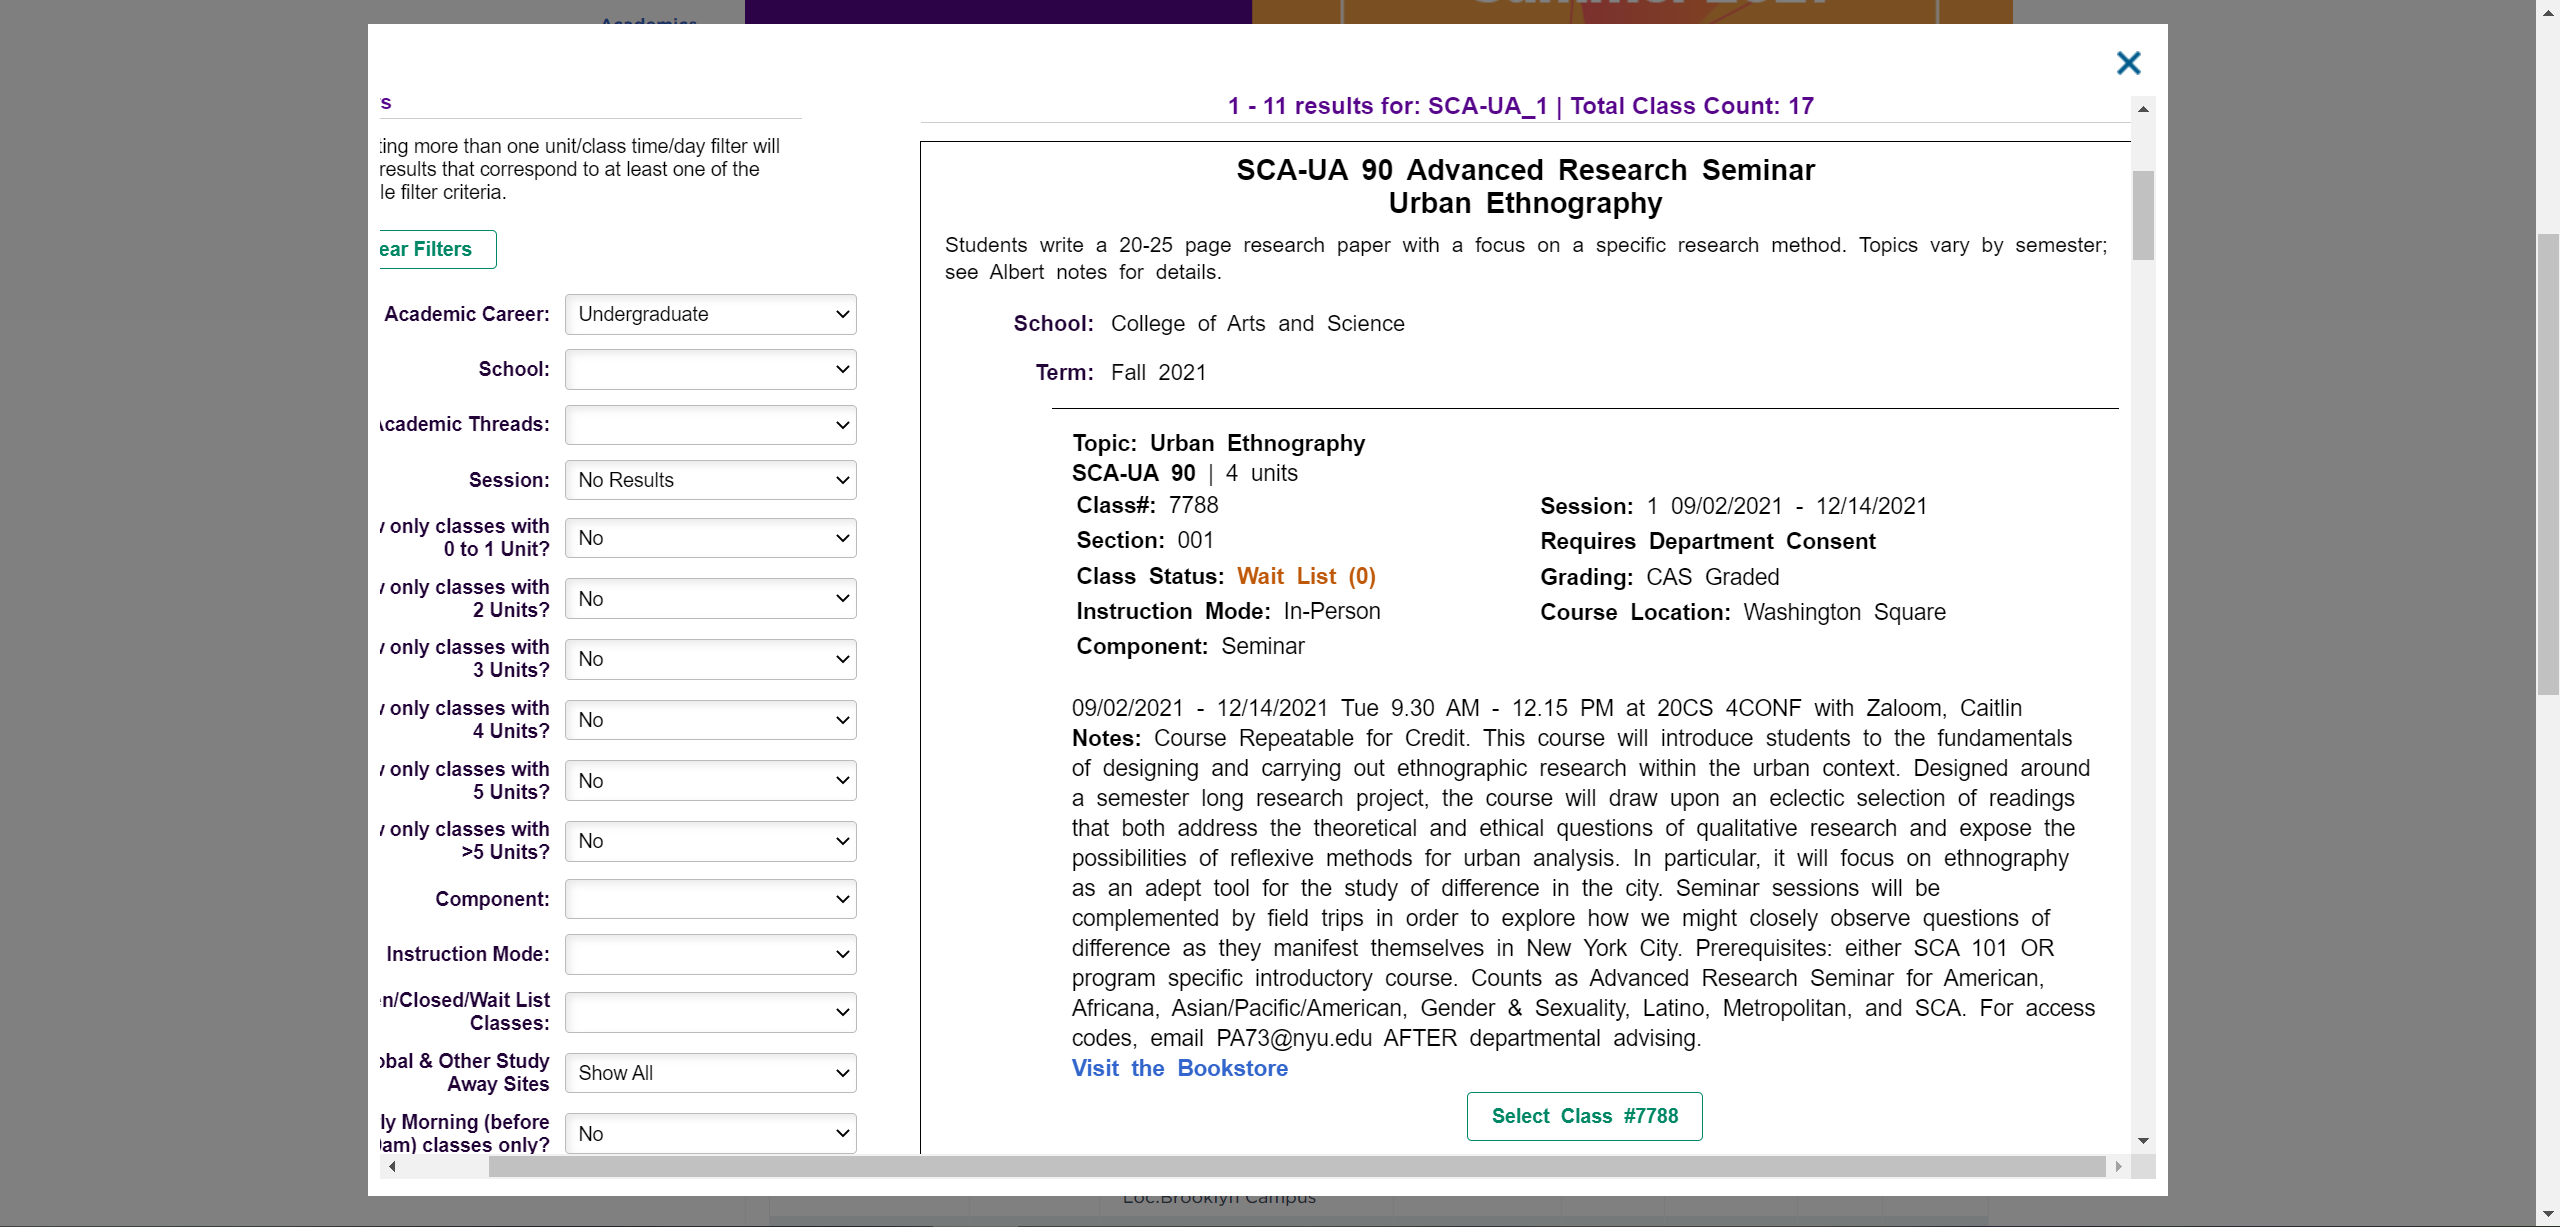 Academics
Summer 2021
s
ting more than one unit/class time/day filter will
results that correspond to at least one of the
le filter criteria.
ear Filters
Academic Career: Undergraduate
School:
Academic Threads:
Session: No Results
only classes with
0 to 1 Unit? No
only classes with
2 Units? No
only classes with
3 Units? No
only classes with
4 Units? No
only classes with
5 Units? No
only classes with
>5 Units? No
Component:
Instruction Mode:
n/Closed/Wait List
Classes:
obal & Other Study
Away Sites Show All
ly Morning (before
am) classes only? No
1 - 11 results for: SCA-UA_1 | Total Class Count: 17
SCA-UA 90 Advanced Research Seminar
Urban Ethnography
Students write a 20-25 page research paper with a focus on a specific research method. Topics vary by semester;
see Albert notes for details.
School: College of Arts and Science
Term: Fall 2021
Topic: Urban Ethnography
SCA-UA 90 | 4 units
Class#: 7788
Session: 1 09/02/2021 - 12/14/2021
Section: 001
Requires Department Consent
Class Status: Wait List (0)
Grading: CAS Graded
Instruction Mode: In-Person
Course Location: Washington Square
Component: Seminar
09/02/2021 - 12/14/2021 Tue 9.30 AM - 12.15 PM at 20CS 4CONF with Zaloom, Caitlin
Notes: Course Repeatable for Credit. This course will introduce students to the fundamentals
of designing and carrying out ethnographic research within the urban context. Designed around
a semester long research project, the course will draw upon an eclectic selection of readings
that both address the theoretical and ethical questions of qualitative research and expose the
possibilities of reflexive methods for urban analysis. In particular, it will focus on ethnography
as an adept tool for the study of difference in the city. Seminar sessions will be
complemented by field trips in order to explore how we might closely observe questions of
difference as they manifest themselves in New York City. Prerequisites: either SCA 101 OR
program specific introductory course. Counts as Advanced Research Seminar for American,
Africana, Asian/Pacific/American, Gender & Sexuality, Latino, Metropolitan, and SCA. For access
codes, email PA73@nyu.edu AFTER departmental advising.
Visit the Bookstore
Select Class #7788
Loc:Brooklyn Campus